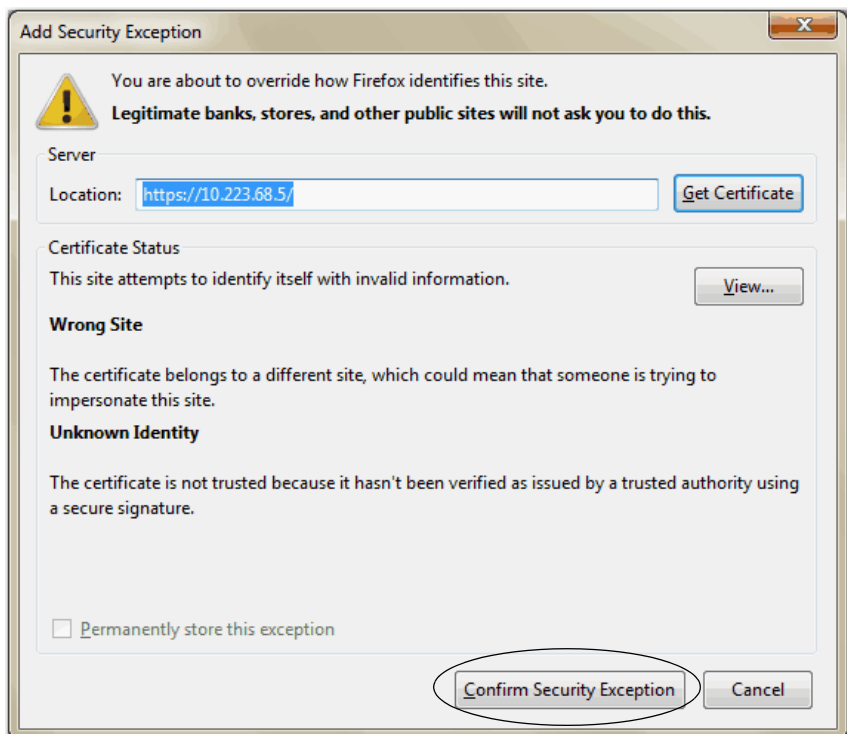 Add Security Exception
X
You are about to override how Firefox identifies this site.
Legitimate banks, stores, and other public sites will not ask you to do this.
Server
Location: https://10.223.68.5/ Get Certificate
Certificate Status
This site attempts to identify itself with invalid information.
View...
Wrong Site
The certificate belongs to a different site, which could mean that someone is trying to
impersonate this site.
Unknown Identity
The certificate is not trusted because it hasn't been verified as issued by a trusted authority using
a secure signature.
Permanently store this exception
Confirm Security Exception Cancel